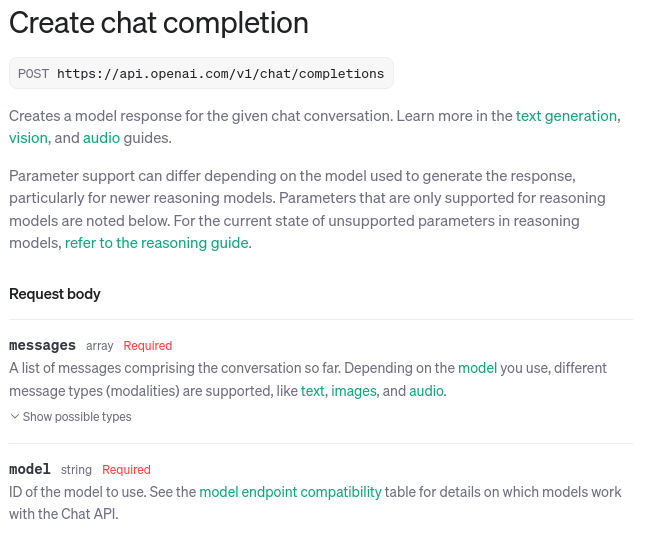 Create chat completion
POST https://api.openai.com/v1/chat/completions
Creates a model response for the given chat conversation. Learn more in the text generation,
vision, and audio guides.
Parameter support can differ depending on the model used to generate the response,
particularly for newer reasoning models. Parameters that are only supported for reasoning
models are noted below. For the current state of unsupported parameters in reasoning
models, refer to the reasoning guide.
Request body
messages array Required
A list of messages comprising the conversation so far. Depending on the model you use, different
message types (modalities) are supported, like text, images, and audio.
Show possible types
model string Required
ID of the model to use. See the model endpoint compatibility table for details on which models work
with the Chat API.